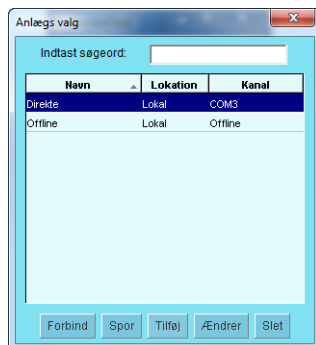 Anlægs valg
Indtast søgeord:
Navn Lokation Kanal
Direkte Lokal COM3
Offline Lokal Offline
Forbind Spor Tilføj Ændrer Slet